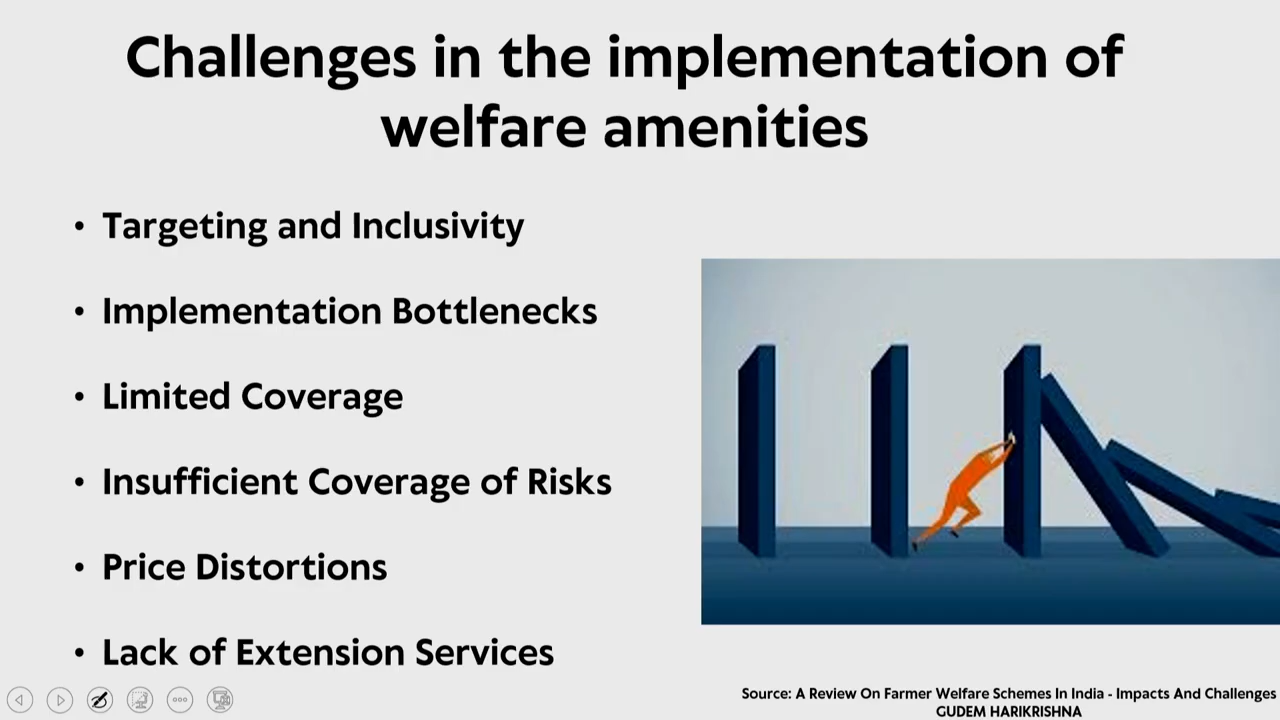 Challenges in the implementation of
welfare amenities
• Targeting and Inclusivity
• Implementation Bottlenecks
• Limited Coverage
• Insufficient Coverage of Risks
• Price Distortions
• Lack of Extension Services
Source: A Review On Farmer Welfare Schemes In India - Impacts And Challenges
GUDEM HARIKRISHNA